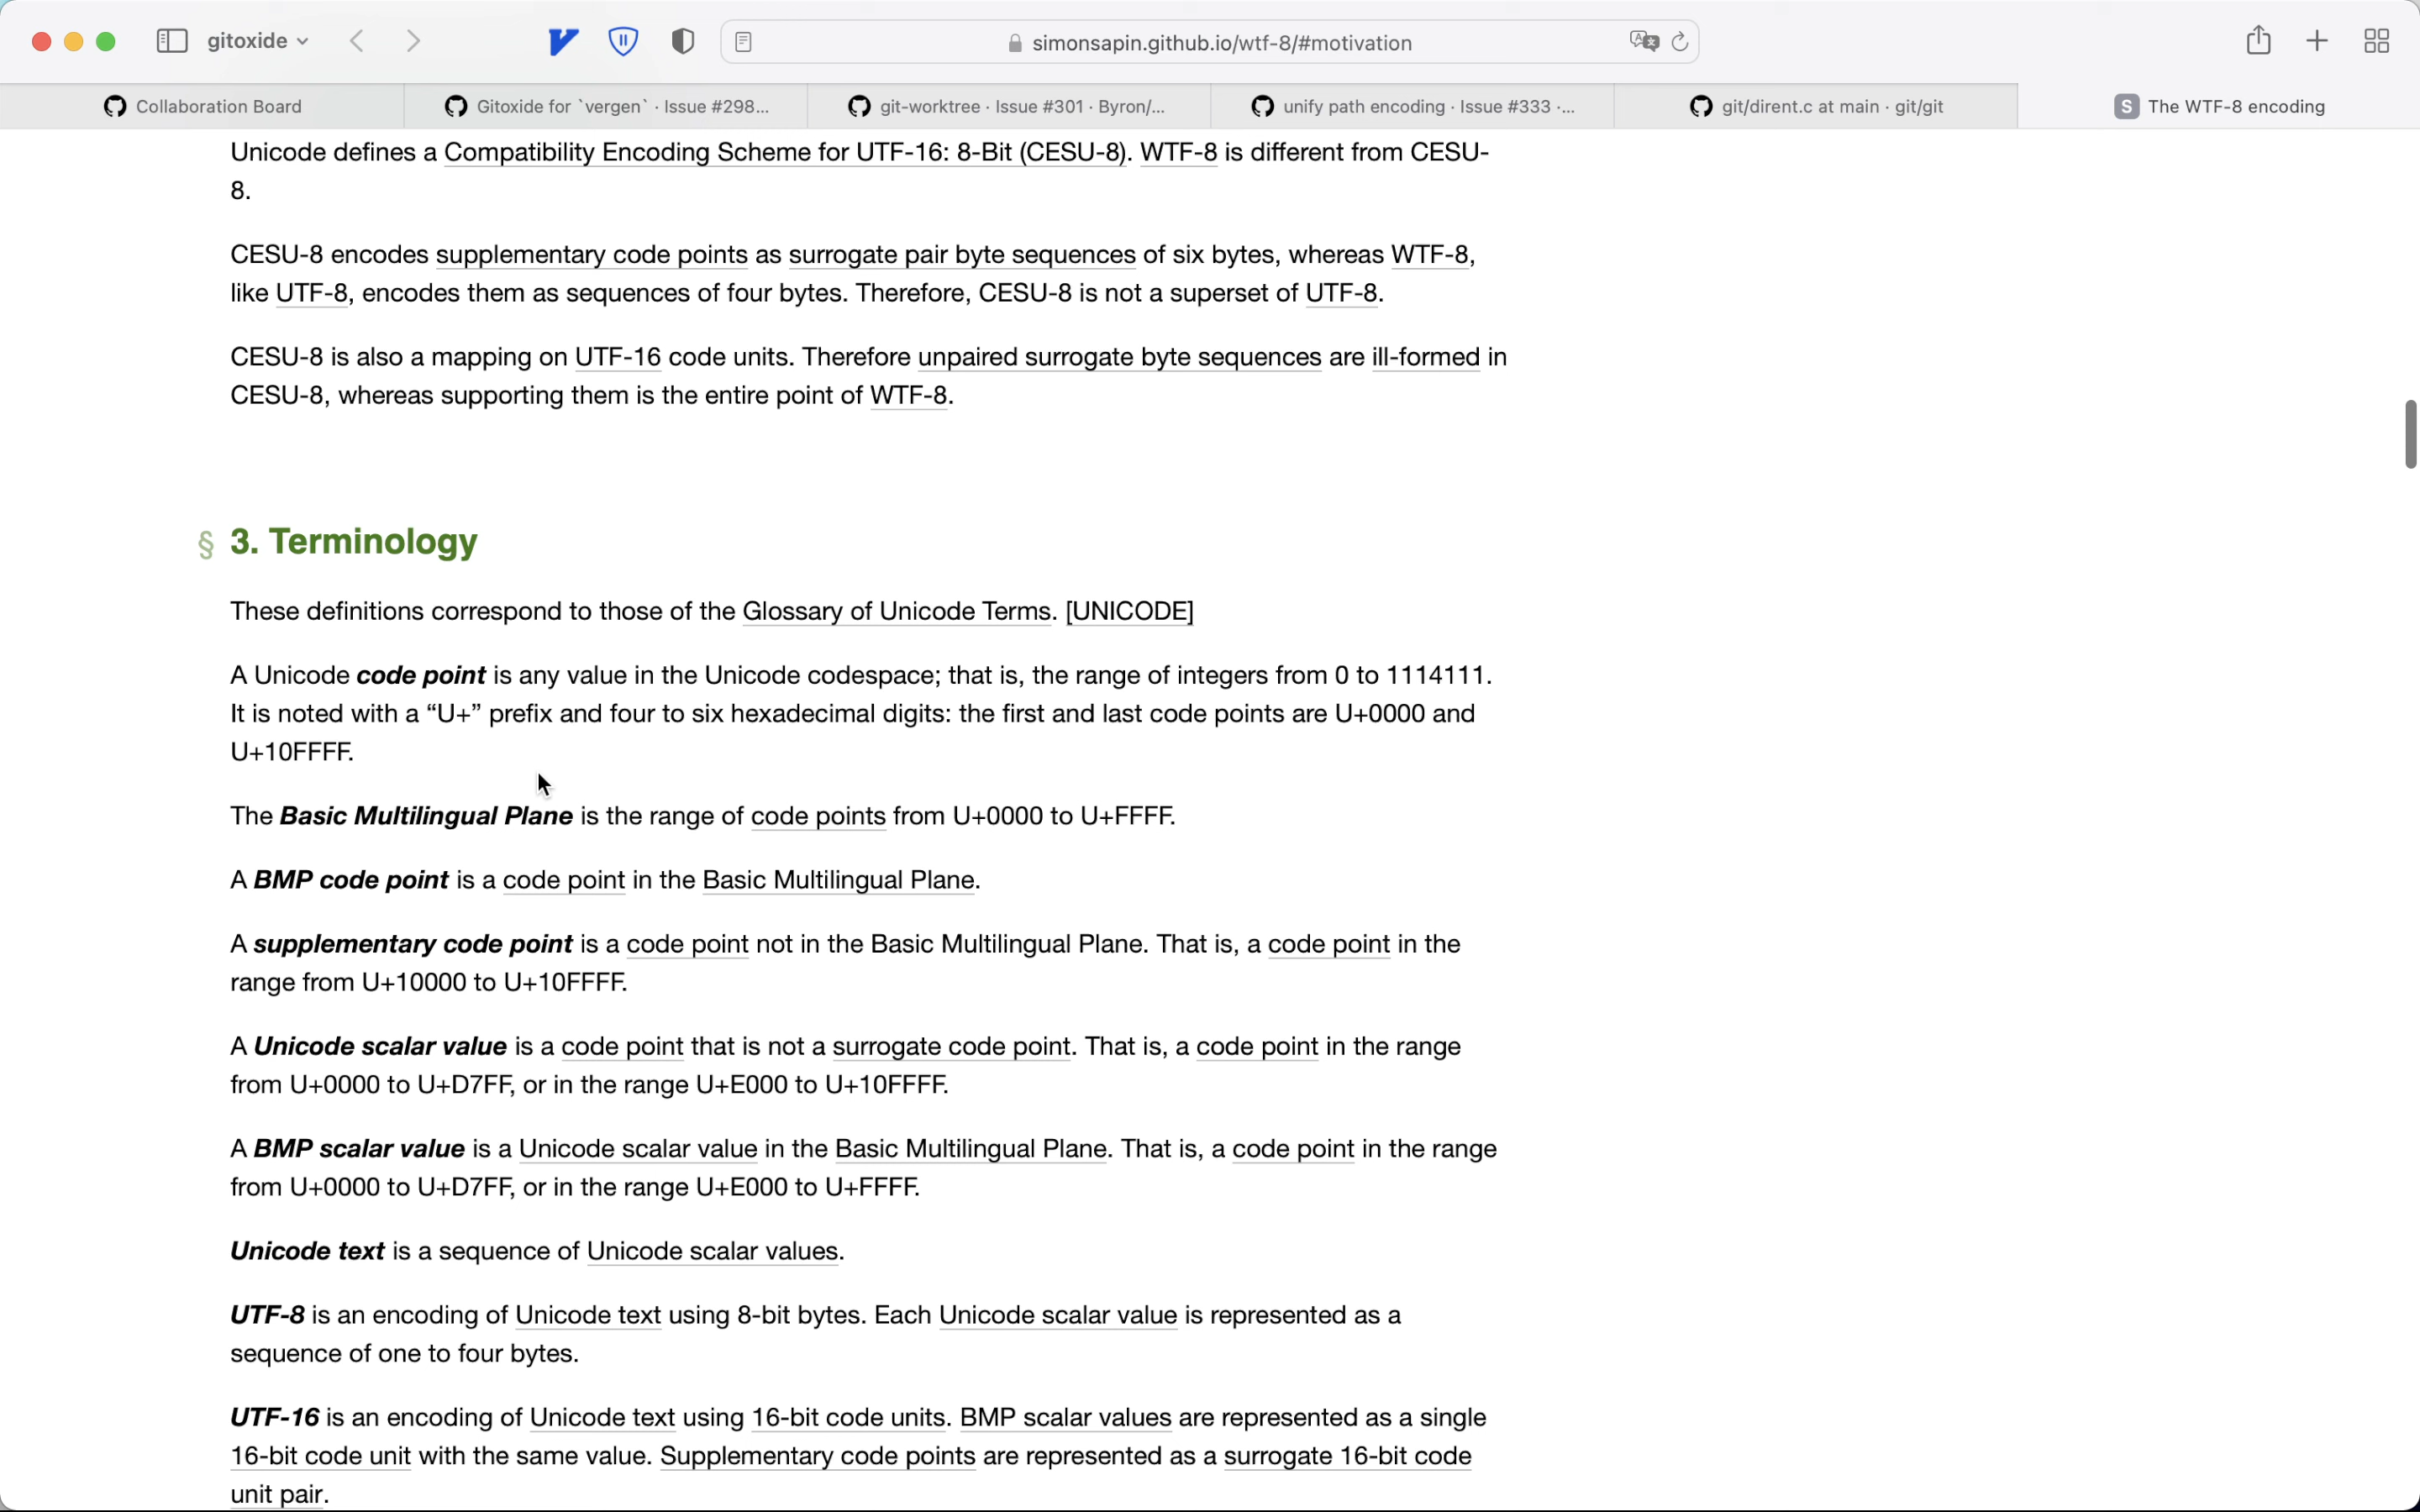 gitoxide
simonsapin.github.io/wtf-8/#motivation
Collaboration Board
Gitoxide for `vergen` · Issue #298...
git-worktree · Issue #301 · Byron/...
unify path encoding · Issue #333 ·...
git/dirent.c at main · git/git
S The WTF-8 encoding
Unicode defines a Compatibility Encoding Scheme for UTF-16: 8-Bit (CESU-8). WTF-8 is different from CESU-
8.
CESU-8 encodes supplementary code points as surrogate pair byte sequences of six bytes, whereas WTF-8,
like UTF-8, encodes them as sequences of four bytes. Therefore, CESU-8 is not a superset of UTF-8.
CESU-8 is also a mapping on UTF-16 code units. Therefore unpaired surrogate byte sequences are ill-formed in
CESU-8, whereas supporting them is the entire point of WTF-8.
§ 3. Terminology
These definitions correspond to those of the Glossary of Unicode Terms. [UNICODE]
A Unicode code point is any value in the Unicode codespace; that is, the range of integers from 0 to 1114111.
It is noted with a “U+” prefix and four to six hexadecimal digits: the first and last code points are U+0000 and
U+10FFFF.
The Basic Multilingual Plane is the range of code points from U+0000 to U+FFFF.
A BMP code point is a code point in the Basic Multilingual Plane.
A supplementary code point is a code point not in the Basic Multilingual Plane. That is, a code point in the
range from U+10000 to U+10FFFF.
A Unicode scalar value is a code point that is not a surrogate code point. That is, a code point in the range
from U+0000 to U+D7FF, or in the range U+E000 to U+10FFFF.
A BMP scalar value is a Unicode scalar value in the Basic Multilingual Plane. That is, a code point in the range
from U+0000 to U+D7FF, or in the range U+E000 to U+FFFF.
Unicode text is a sequence of Unicode scalar values.
UTF-8 is an encoding of Unicode text using 8-bit bytes. Each Unicode scalar value is represented as a
sequence of one to four bytes.
UTF-16 is an encoding of Unicode text using 16-bit code units. BMP scalar values are represented as a single
16-bit code unit with the same value. Supplementary code points are represented as a surrogate 16-bit code
unit pair.